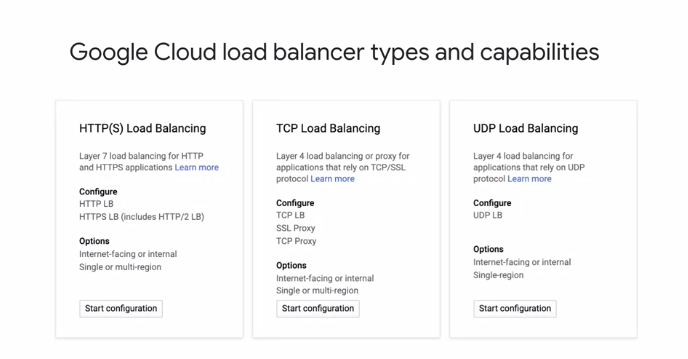 Google Cloud load balancer types and capabilities
HTTP(S) Load Balancing
Layer 7 load balancing for HTTP
and HTTPS applications Learn more
Configure
HTTP LB
HTTPS LB (includes HTTP/2 LB)
Options
Internet-facing or internal
Single or multi-region
Start configuration
TCP Load Balancing
Layer 4 load balancing or proxy for
applications that rely on TCP/SSL
protocol Learn more
Configure
TCP LB
SSL Proxy
TCP Proxy
Options
Internet-facing or internal
Single or multi-region
Start configuration
UDP Load Balancing
Layer 4 load balancing for
applications that rely on UDP
protocol Learn more
Configure
UDP LB
Options
Internet-facing or internal
Single-region
Start configuration